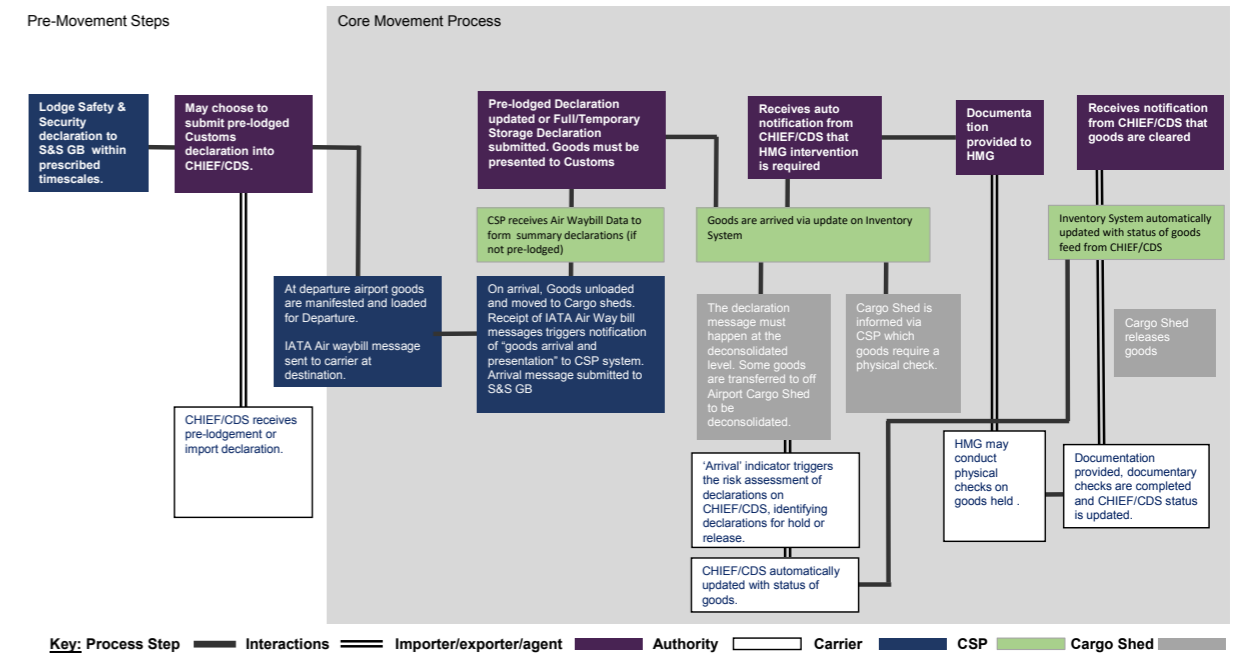 Pre-Movement Steps
Core Movement Process
Lodge Safety &
Security
declaration to
S&S GB within
prescribed
timescales.
May choose to
submit pre-lodged
Customs
declaration into
CHIEF/CDS.
Pre-lodged Declaration
updated or Full/Temporary
Storage Declaration
submitted. Goods must be
presented to Customs
Receives auto
notification from
CHIEF/CDS that
HMG intervention
is required
Documenta
tion
provided to
HMG
Receives notification
from CHIEF/CDS that
goods are cleared
CSP receives Air Waybill Data to
form summary declarations (if
not pre-lodged)
Goods are arrived via update on Inventory
System
Inventory System automatically
updated with status of goods
feed from CHIEF/CDS
At departure airport goods
are manifested and loaded
for Departure.
IATA Air waybill message
sent to carrier at
destination.
On arrival, Goods unloaded
and moved to Cargo sheds.
Receipt of IATA Air Way bill
messages triggers notification
of “goods arrival and
presentation” to CSP system.
Arrival message submitted to
S&S GB
The declaration
message must
happen at the
deconsolidated
level. Some goods
are transferred to off
Airport Cargo Shed
to be
deconsolidated.
Cargo Shed is
informed via
CSP which
goods require a
physical check.
Cargo Shed
releases
goods
CHIEF/CDS receives
pre-lodgement or
import declaration.
‘Arrival’ indicator triggers
the risk assessment of
declarations on
CHIEF/CDS, identifying
declarations for hold or
release.
HMG may
conduct
physical
checks on
goods held .
Documentation
provided, documentary
checks are completed
and CHIEF/CDS status
is updated.
CHIEF/CDS automatically
updated with status of
goods.
Key: Process Step Interactions Importer/exporter/agent Authority Carrier CSP Cargo Shed